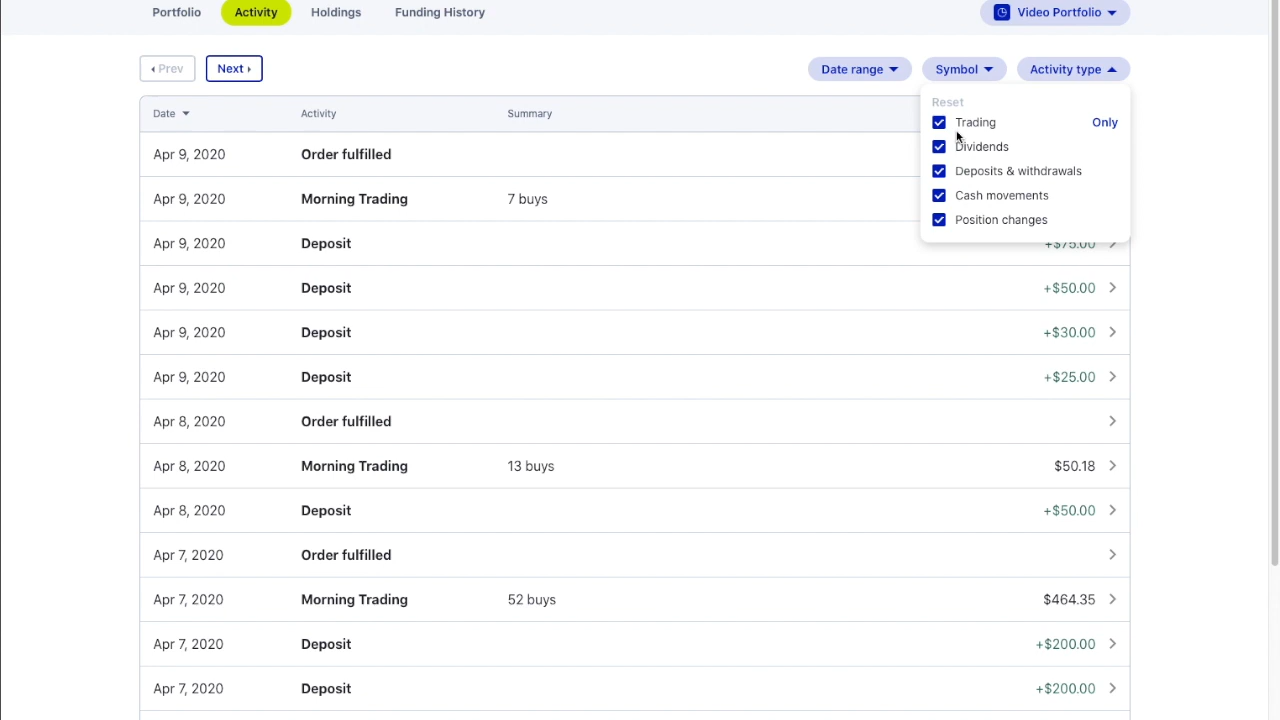 Portfolio Activity Holdings Funding History Video Portfolio
Prev Next Date range Symbol Activity type
Reset
Trading Only
Dividends
Deposits & withdrawals
Cash movements
Position changes
Date Activity Summary
Apr 9, 2020 Order fulfilled
Apr 9, 2020 Morning Trading 7 buys
Apr 9, 2020 Deposit +$75.00
Apr 9, 2020 Deposit +$50.00
Apr 9, 2020 Deposit +$30.00
Apr 9, 2020 Deposit +$25.00
Apr 8, 2020 Order fulfilled
Apr 8, 2020 Morning Trading 13 buys $50.18
Apr 8, 2020 Deposit +$50.00
Apr 7, 2020 Order fulfilled
Apr 7, 2020 Morning Trading 52 buys $464.35
Apr 7, 2020 Deposit +$200.00
Apr 7, 2020 Deposit +$200.00